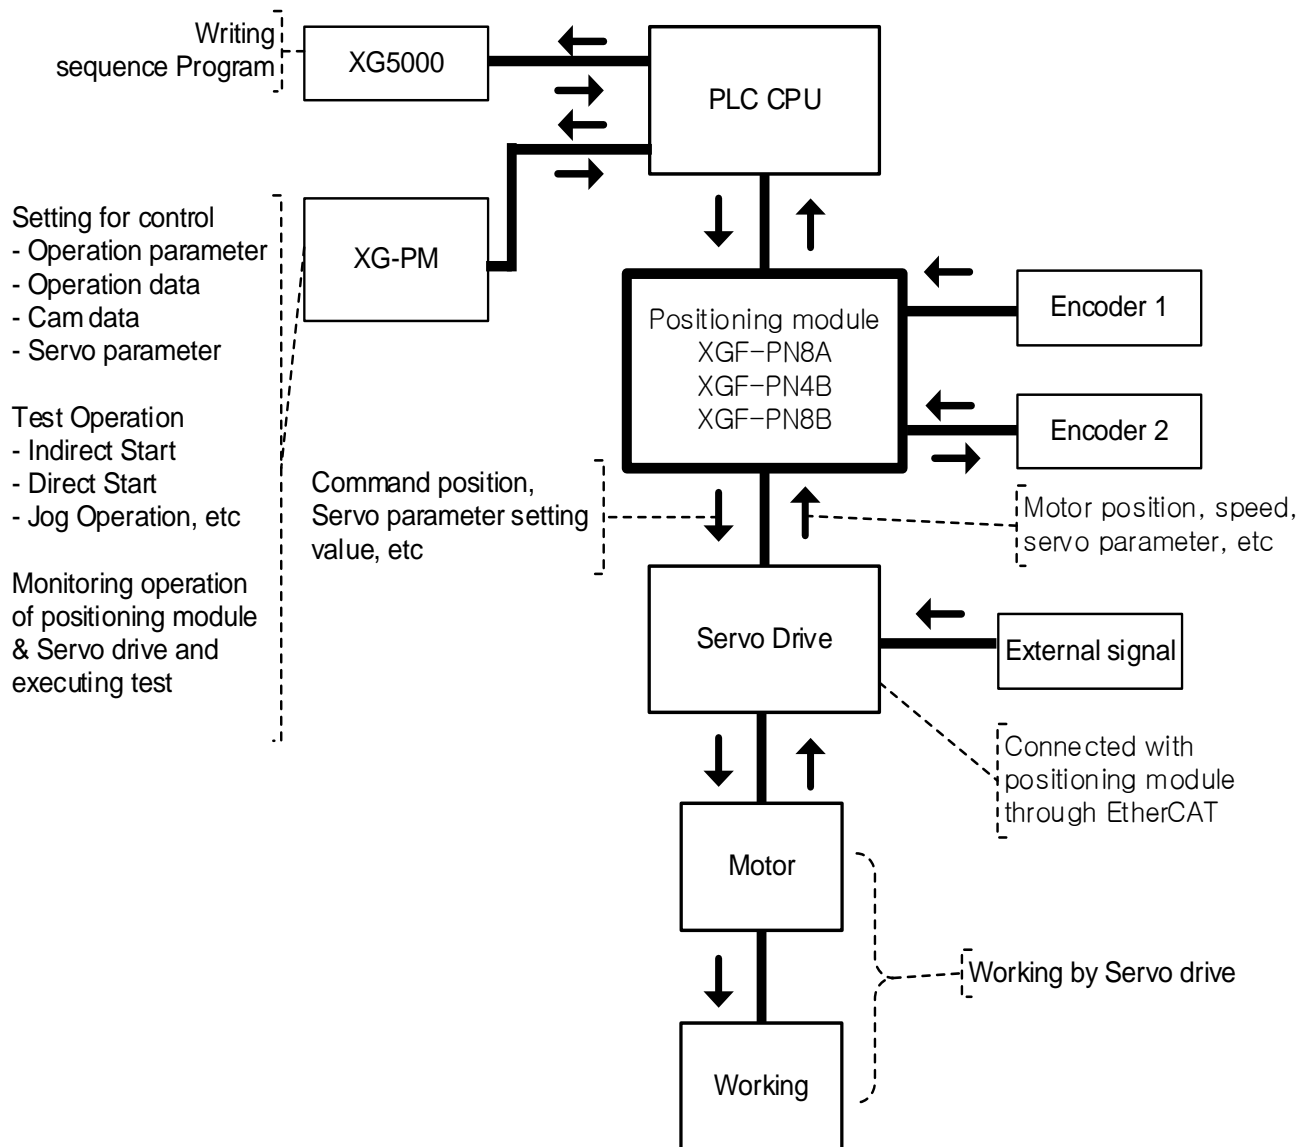 Writing
sequence Program
XG5000
PLC CPU
Setting for control
- Operation parameter
- Operation data
- Cam data
- Servo parameter
Test Operation
- Indirect Start
- Direct Start
- Jog Operation, etc
Monitoring operation
of positioning module
& Servo drive and
executing test
XG-PM
Positioning module
XGF-PN8A
XGF-PN4B
XGF-PN8B
Encoder 1
Encoder 2
Command position,
Servo parameter setting
value, etc
Motor position, speed,
servo parameter, etc
Servo Drive
External signal
Connected with
positioning module
through EtherCAT
Motor
Working by Servo drive
Working